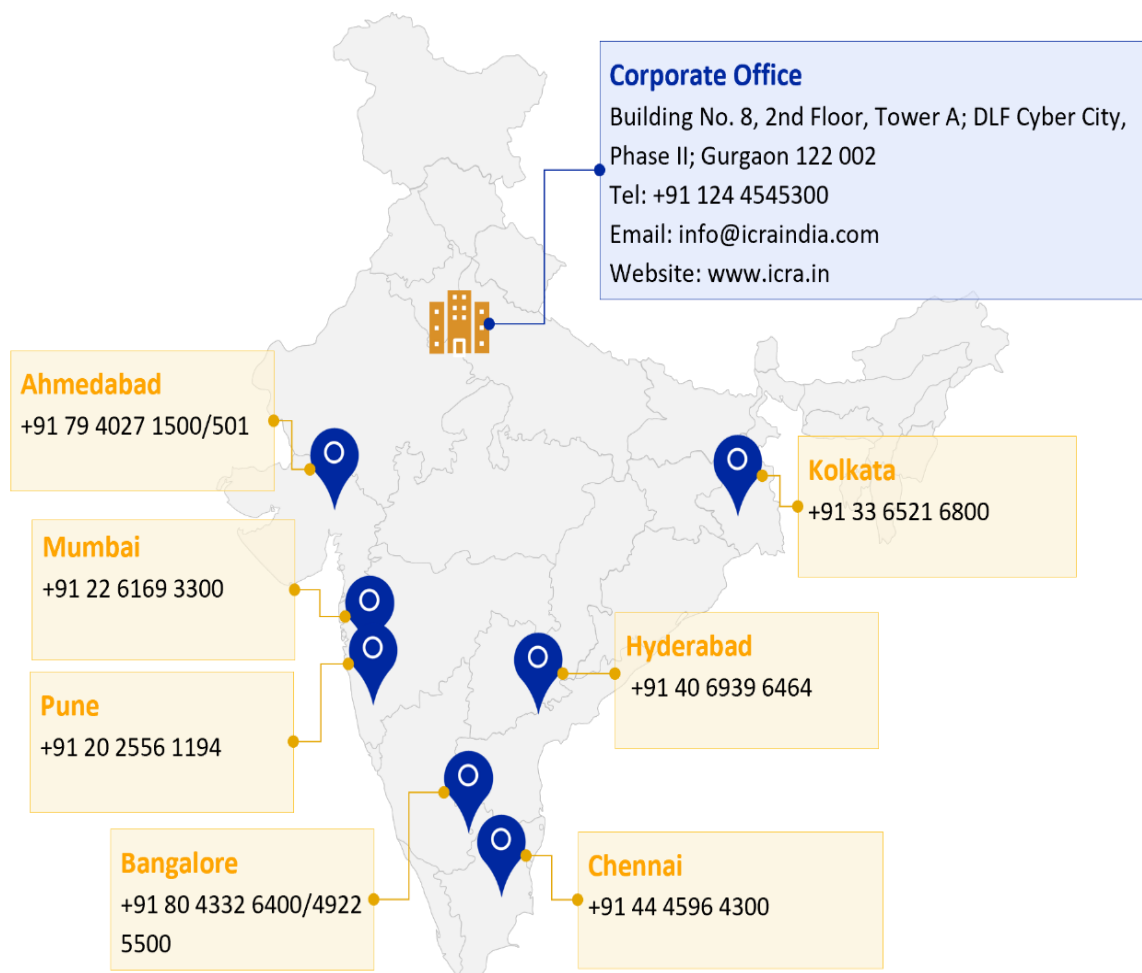 Corporate Office
Building No. 8, 2nd Floor, Tower A; DLF Cyber City,
Phase II; Gurgaon 122 002
Tel: +91 124 4545300
Email: info@icraindia.com
Website: www.icra.in
Ahmedabad
+91 79 4027 1500/501
Kolkata
+91 33 6521 6800
Mumbai
+91 22 6169 3300
Hyderabad
+91 40 6939 6464
Pune
+91 20 2556 1194
Bangalore
+91 80 4332 6400/4922
5500
Chennai
+91 44 4596 4300